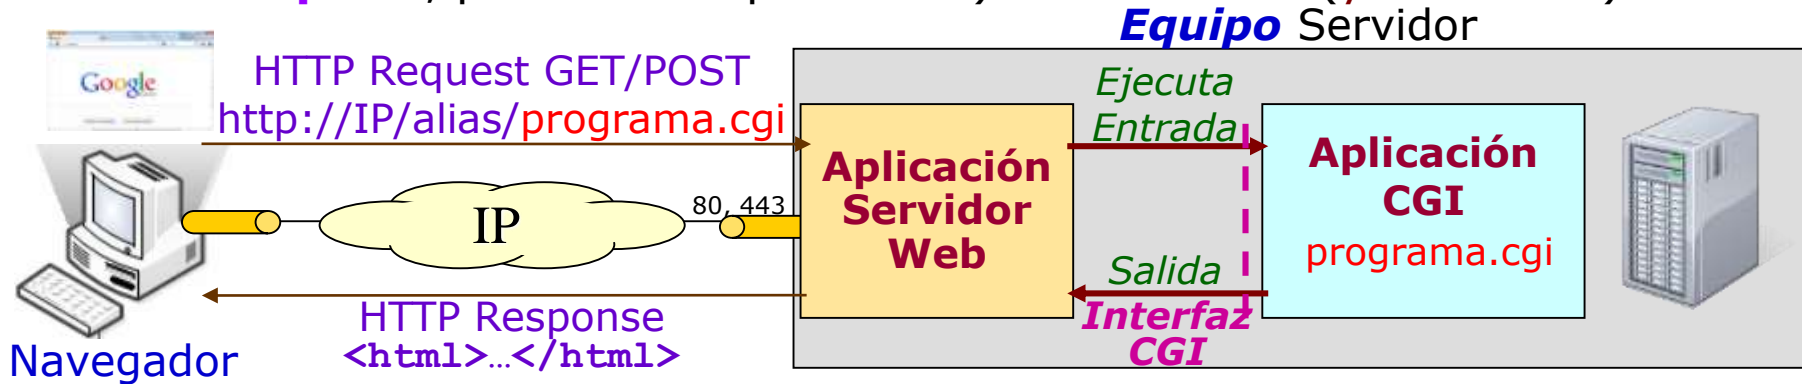 Equipo Servidor
Google
HTTP Request GET/POST
http://IP/alias/programa.cgi
Ejecuta
Entrada
Aplicación
Servidor
Web
Aplicación
CGI
programa.cgi
IP
80, 443
Salida
Interfaz
CGI
HTTP Response
<html>…</html>
Navegador